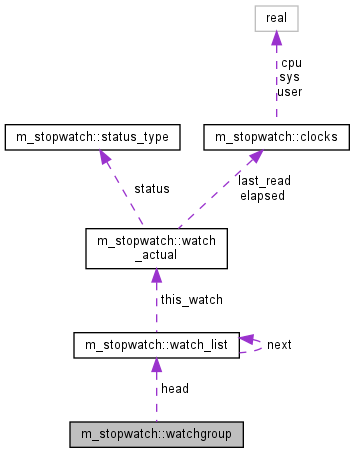 real
cpu
sys
user
m_stopwatch::status_type
m_stopwatch::clocks
status
last_read
elapsed
m_stopwatch::watch
_actual
this_watch
m_stopwatch::watch_list
next
head
m_stopwatch::watchgroup